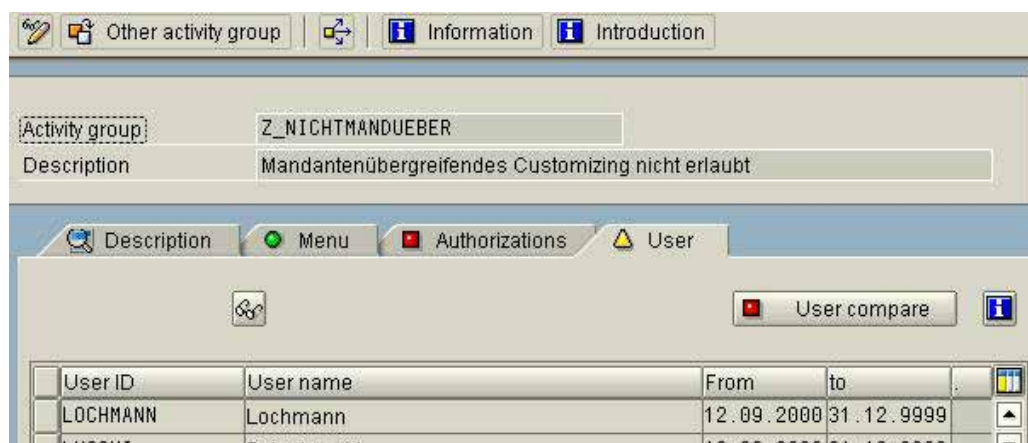 Other activity group Information Introduction
Activity group Z_NICHTMANDUEBER
Description Mandantenübergreifendes Customizing nicht erlaubt
Description Menu Authorizations User
User compare
User ID User name From to .
LOCHMANN Lochmann 12.09.2000 31.12.9999